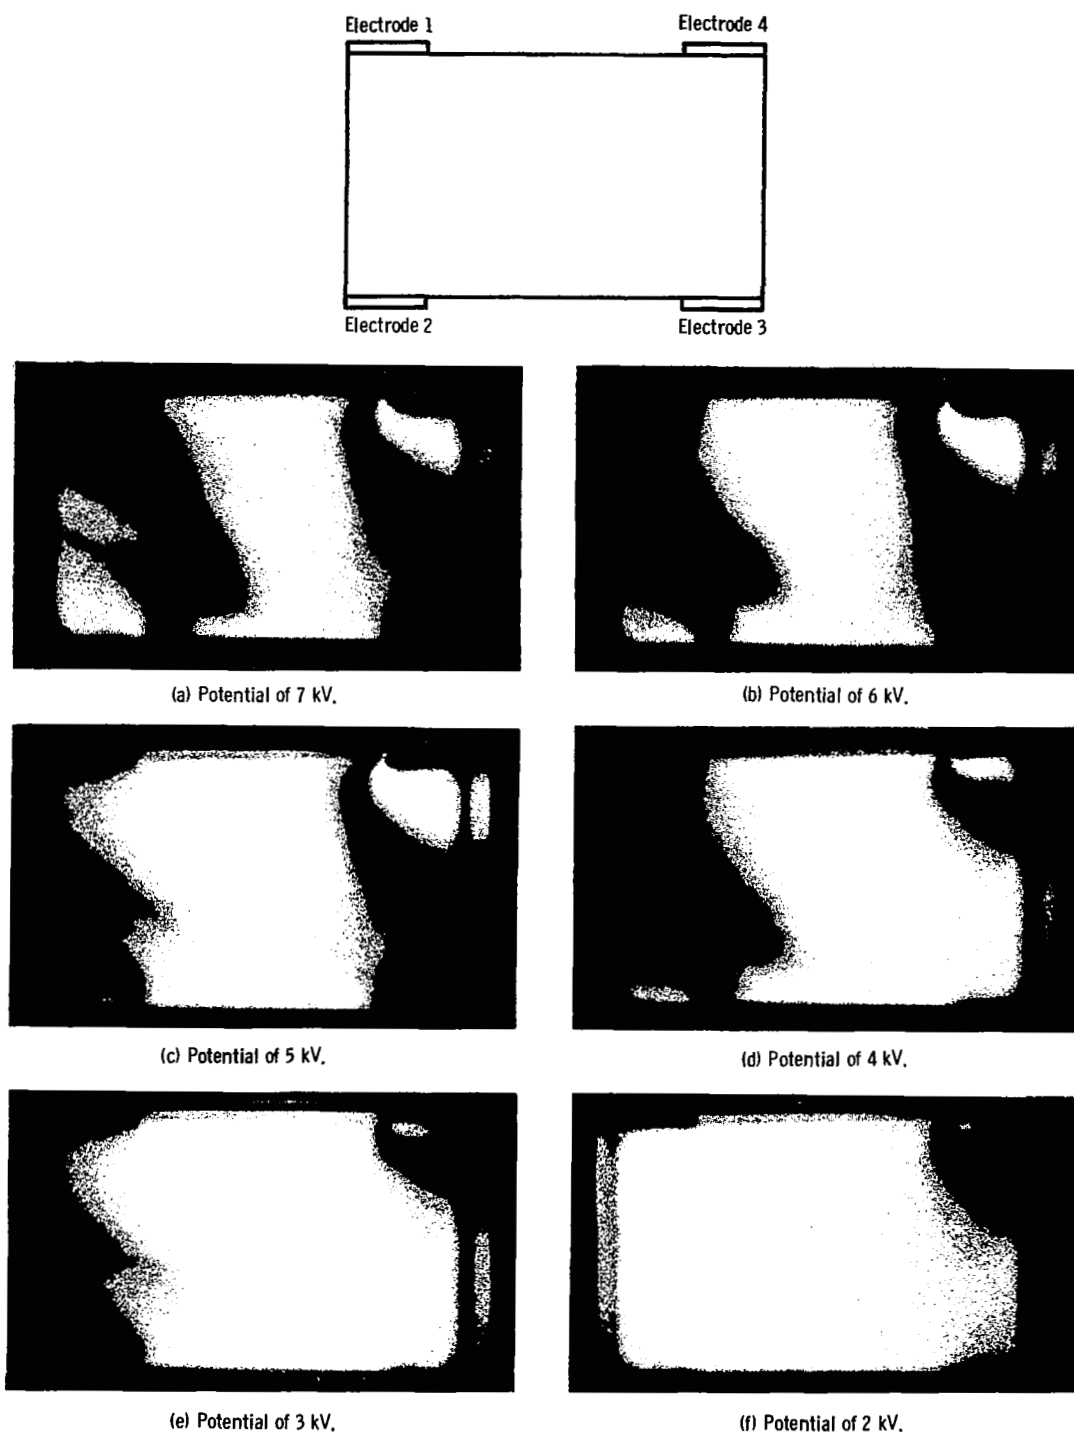 Electrode 1
Electrode 4
Electrode 2
Electrode 3
(a) Potential of 7 kV.
(b) Potential of 6 kV.
(c) Potential of 5 kV.
(d) Potential of 4 kV.
(e) Potential of 3 kV.
(f) Potential of 2 kV.